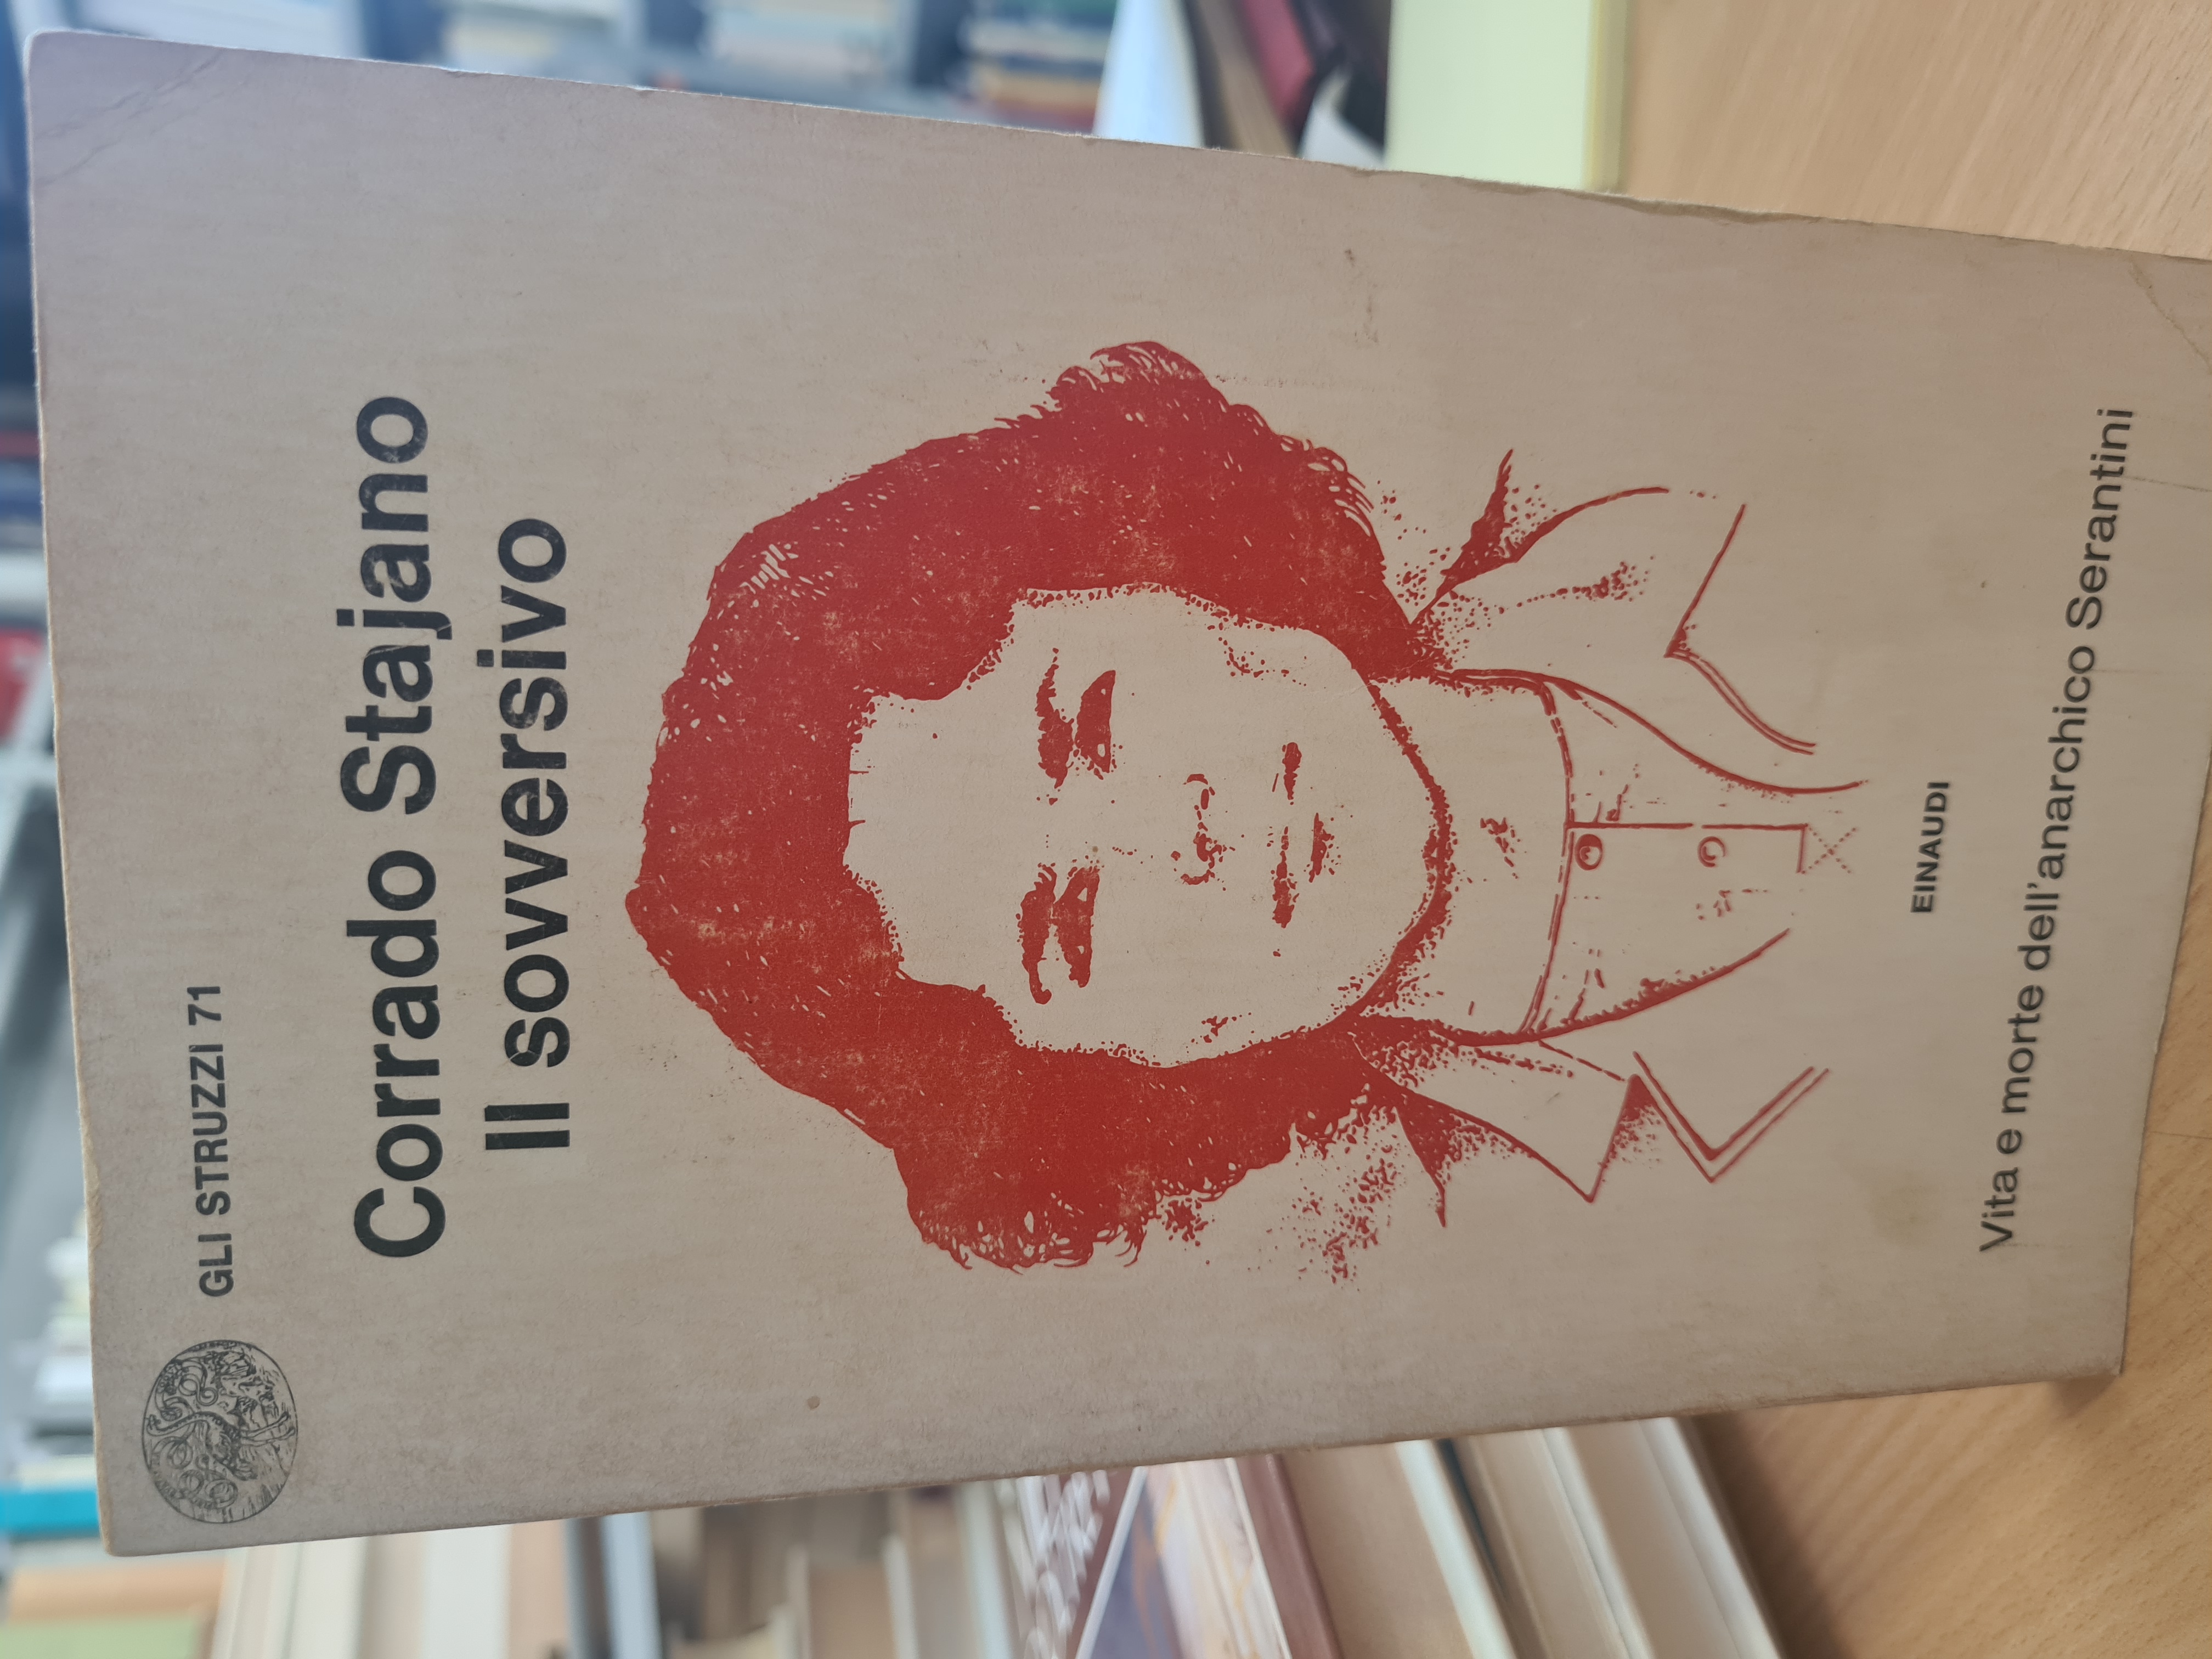 GLI STRUZZI 71
Corrado Stajano
Il sovversivo
EINAUDI
Vita e morte dell'anarchico Serantini